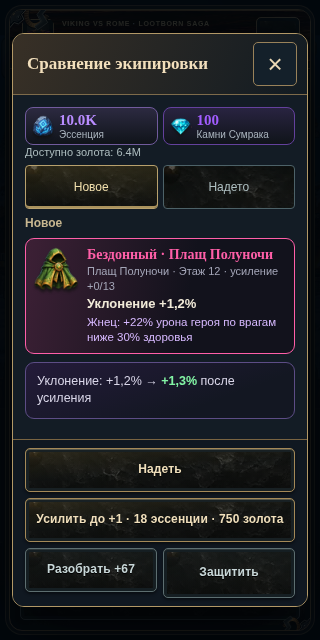 VIKING VS ROME · LOOTBORN SAGA
Сравнение экипировки
×
10.0K
Эссенция
100
Камни Сумрака
Доступно золота: 6.4M
Новое
Надето
Новое
Бездонный · Плащ Полуночи
Плащ Полуночи · Этаж 12 · усиление
+0/13
Уклонение +1,2%
Жнец: +22% урона героя по врагам
ниже 30% здоровья
Уклонение: +1,2% → +1,3% после
усиления
Надеть
Усилить до +1 · 18 эссенции · 750 золота
Разобрать +67
Защитить